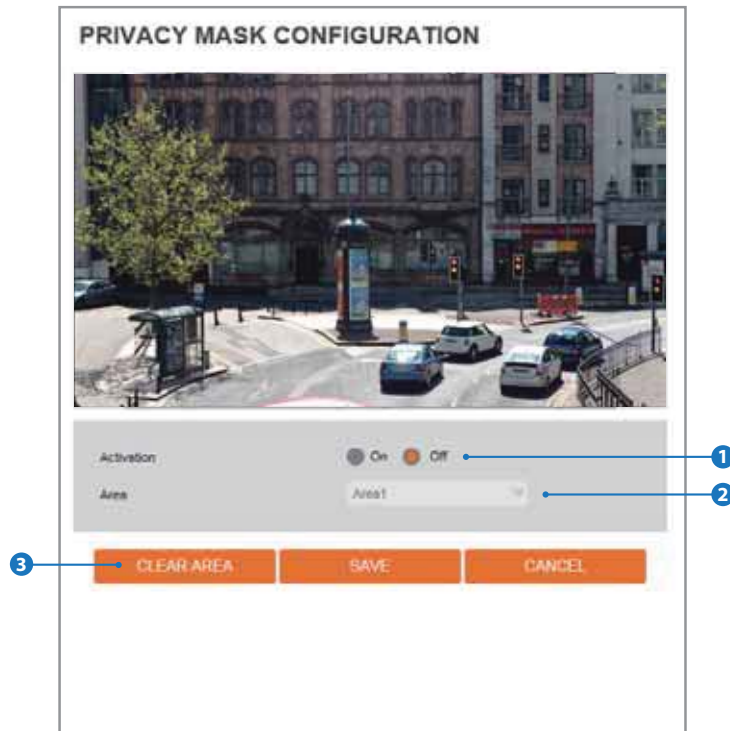 PRIVACY MASK CONFIGURATION
Activation
On
Off
1
Area
Area1
2
3
CLEAR AREA
SAVE
CANCEL